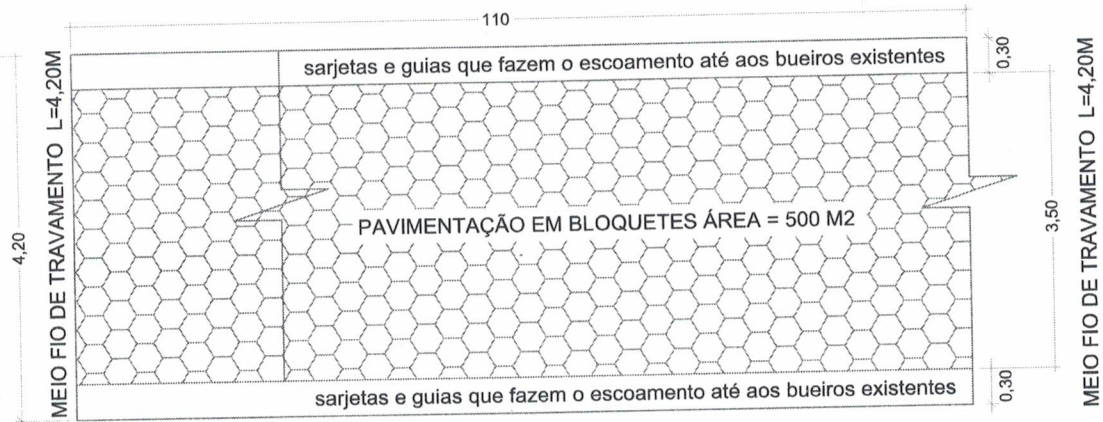 110
sarjetas e guias que fazem o escoamento até aos bueiros existentes
0,30
MEIO FIO DE TRAVAMENTO L=4,20M
4,20
PAVIMENTAÇÃO EM BLOQUETES ÁREA = 500 M2
3,50
MEIO FIO DE TRAVAMENTO L=4,20M
sarjetas e guias que fazem o escoamento até aos bueiros existentes
0,30